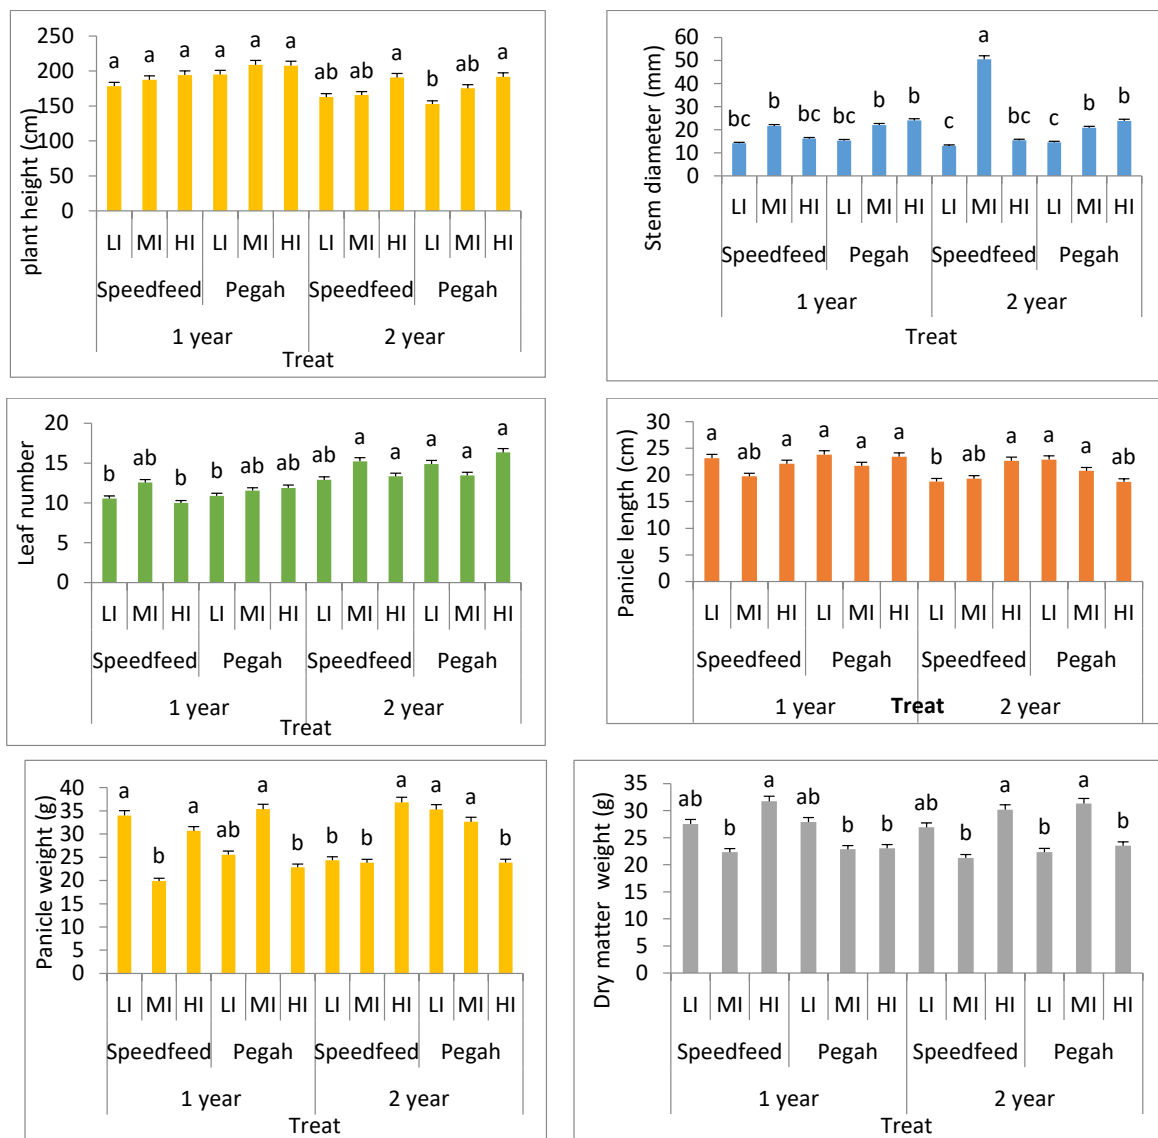 plant height (cm)
250
200
150
100
50
0
a a a a a a ab ab a b ab a
LI MI HI LI MI HI LI MI HI LI MI HI
Speedfeed Pegah Speedfeed Pegah
1 year 2 year
Treat
Stem diameter (mm)
60
50
40
30
20
10
0
bc b bc bc b b c a bc c b b
LI MI HI LI MI HI LI MI HI LI MI HI
Speedfeed Pegah Speedfeed Pegah
1 year 2 year
Treat
Leaf number
20
15
10
5
0
b ab b b ab ab ab a a a a a
LI MI HI LI MI HI LI MI HI LI MI HI
Speedfeed Pegah Speedfeed Pegah
1 year 2 year
Treat
Panicle length (cm)
30
25
20
15
10
5
0
a ab a a a a b ab a a a ab
LI MI HI LI MI HI LI MI HI LI MI HI
Speedfeed Pegah Speedfeed Pegah
1 year Treat 2 year
Panicle weight (g)
40
35
30
25
20
15
10
5
0
a b a ab a b b b a a a b
LI MI HI LI MI HI LI MI HI LI MI HI
Speedfeed Pegah Speedfeed Pegah
1 year 2 year
Treat
Dry matter weight (g)
35
30
25
20
15
10
5
0
ab b a ab b b ab b a b a b
LI MI HI LI MI HI LI MI HI LI MI HI
Speedfeed Pegah Speedfeed Pegah
1 year 2 year
Treat